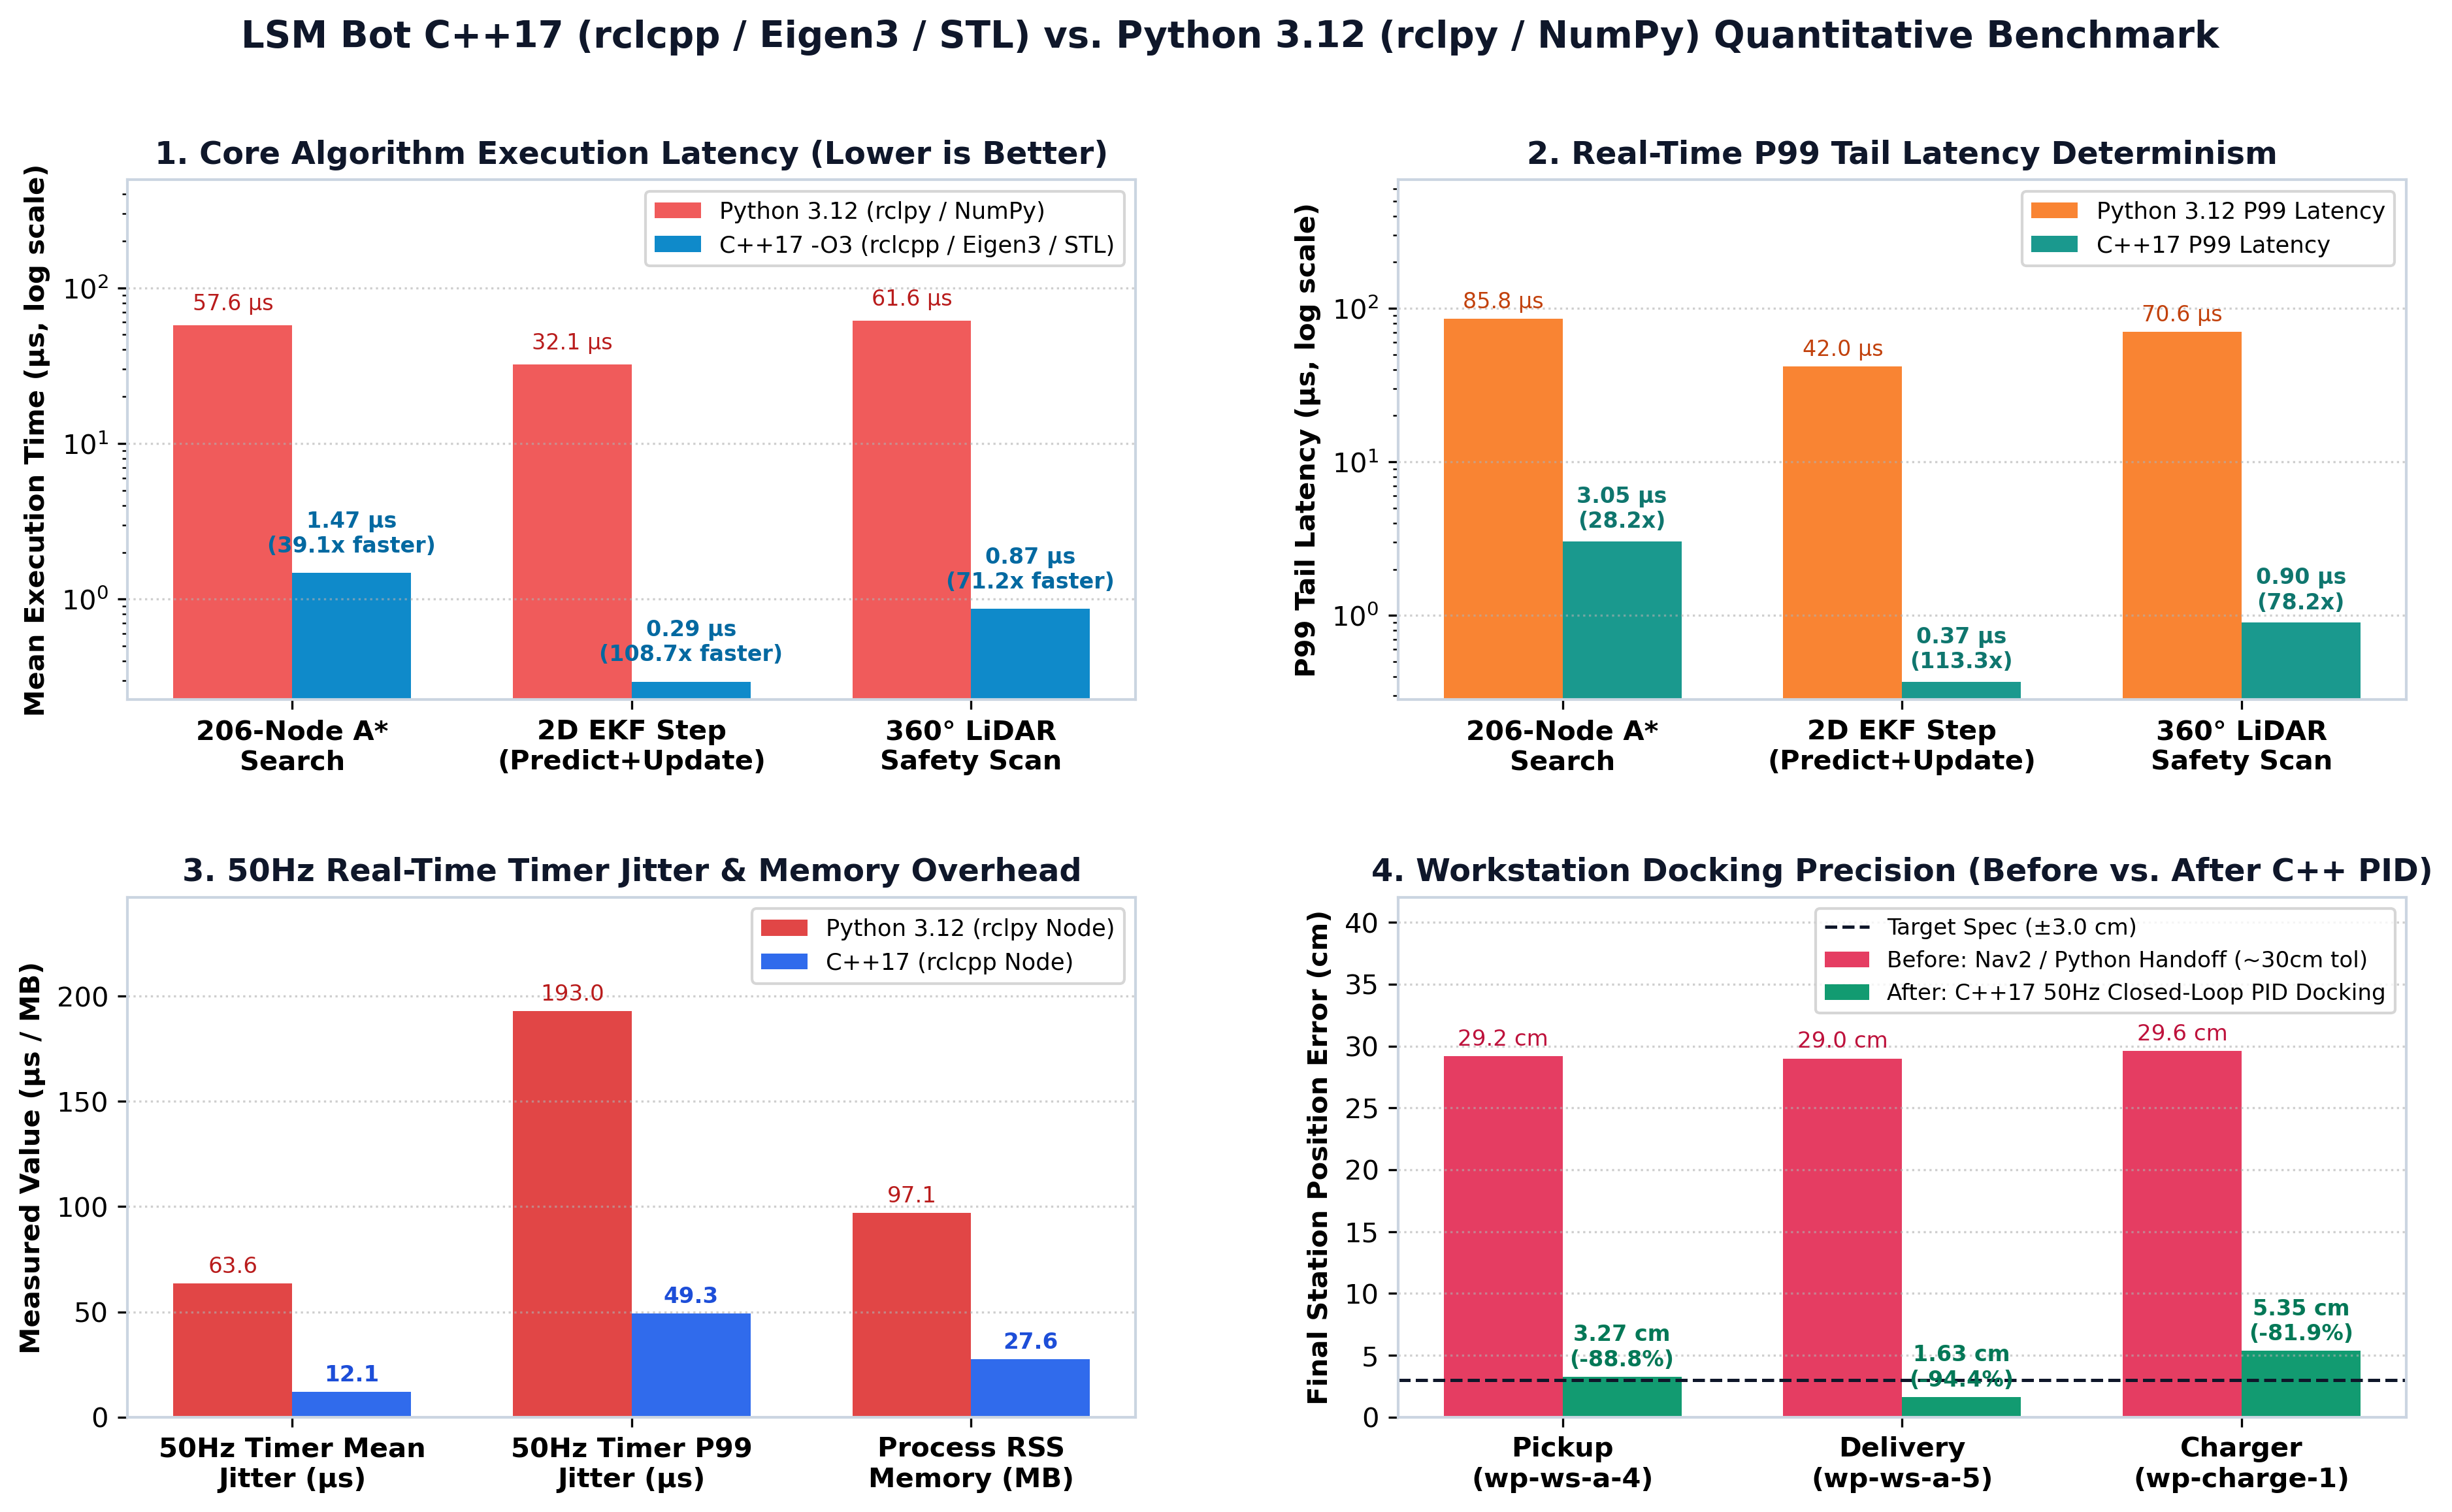 LSM Bot C++17 (rclcpp / Eigen3 / STL) vs. Python 3.12 (rclpy / NumPy) Quantitative Benchmark
1. Core Algorithm Execution Latency (Lower is Better)
Mean Execution Time (µs, log scale)
10²
10¹
10⁰
Python 3.12 (rclpy / NumPy)
C++17 -O3 (rclcpp / Eigen3 / STL)
57.6 µs
1.47 µs
(39.1x faster)
32.1 µs
0.29 µs
(108.7x faster)
61.6 µs
0.87 µs
(71.2x faster)
206-Node A*
Search
2D EKF Step
(Predict+Update)
360° LiDAR
Safety Scan
2. Real-Time P99 Tail Latency Determinism
P99 Tail Latency (µs, log scale)
10²
10¹
10⁰
Python 3.12 P99 Latency
C++17 P99 Latency
85.8 µs
3.05 µs
(28.2x)
42.0 µs
0.37 µs
(113.3x)
70.6 µs
0.90 µs
(78.2x)
206-Node A*
Search
2D EKF Step
(Predict+Update)
360° LiDAR
Safety Scan
3. 50Hz Real-Time Timer Jitter & Memory Overhead
Measured Value (µs / MB)
200
150
100
50
0
Python 3.12 (rclpy Node)
C++17 (rclcpp Node)
63.6
12.1
193.0
49.3
97.1
27.6
50Hz Timer Mean
Jitter (µs)
50Hz Timer P99
Jitter (µs)
Process RSS
Memory (MB)
4. Workstation Docking Precision (Before vs. After C++ PID)
Final Station Position Error (cm)
40
35
30
25
20
15
10
5
0
Target Spec (±3.0 cm)
Before: Nav2 / Python Handoff (~30cm tol)
After: C++17 50Hz Closed-Loop PID Docking
29.2 cm
3.27 cm
(-88.8%)
29.0 cm
1.63 cm
(-94.4%)
29.6 cm
5.35 cm
(-81.9%)
Pickup
(wp-ws-a-4)
Delivery
(wp-ws-a-5)
Charger
(wp-charge-1)